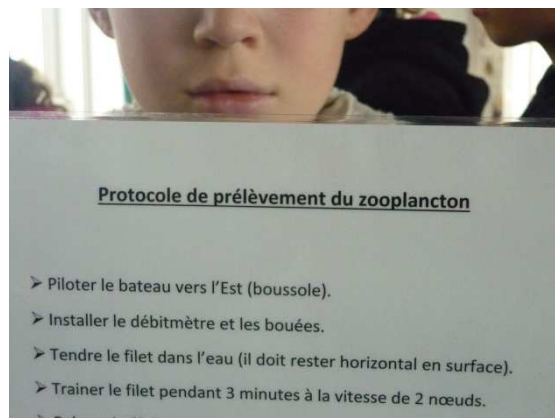 Protocole de prélèvement du zooplancton
➢ Piloter le bateau vers l'Est (boussole).
➢ Installer le débitmètre et les bouées.
➢ Tendre le filet dans l'eau (il doit rester horizontal en surface).
➢ Trainer le filet pendant 3 minutes à la vitesse de 2 nœuds.